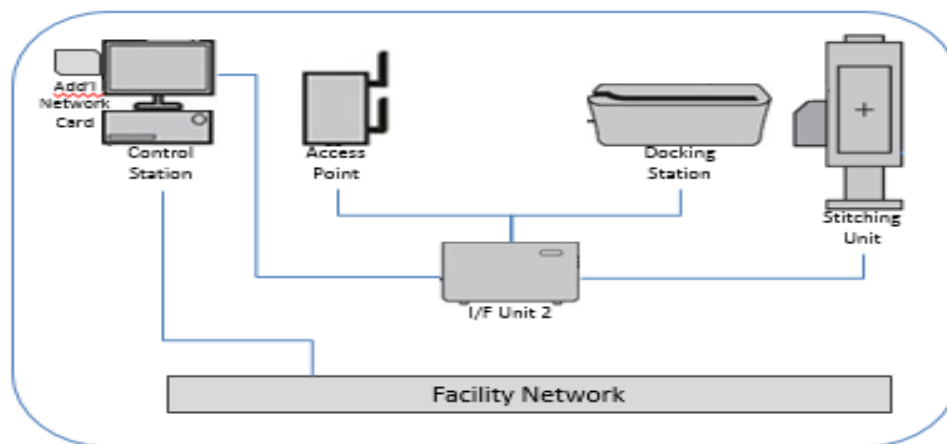 Add'l
Network
Card
Control
Station
Access
Point
Docking
Station
Stitching
Unit
I/F Unit 2
Facility Network